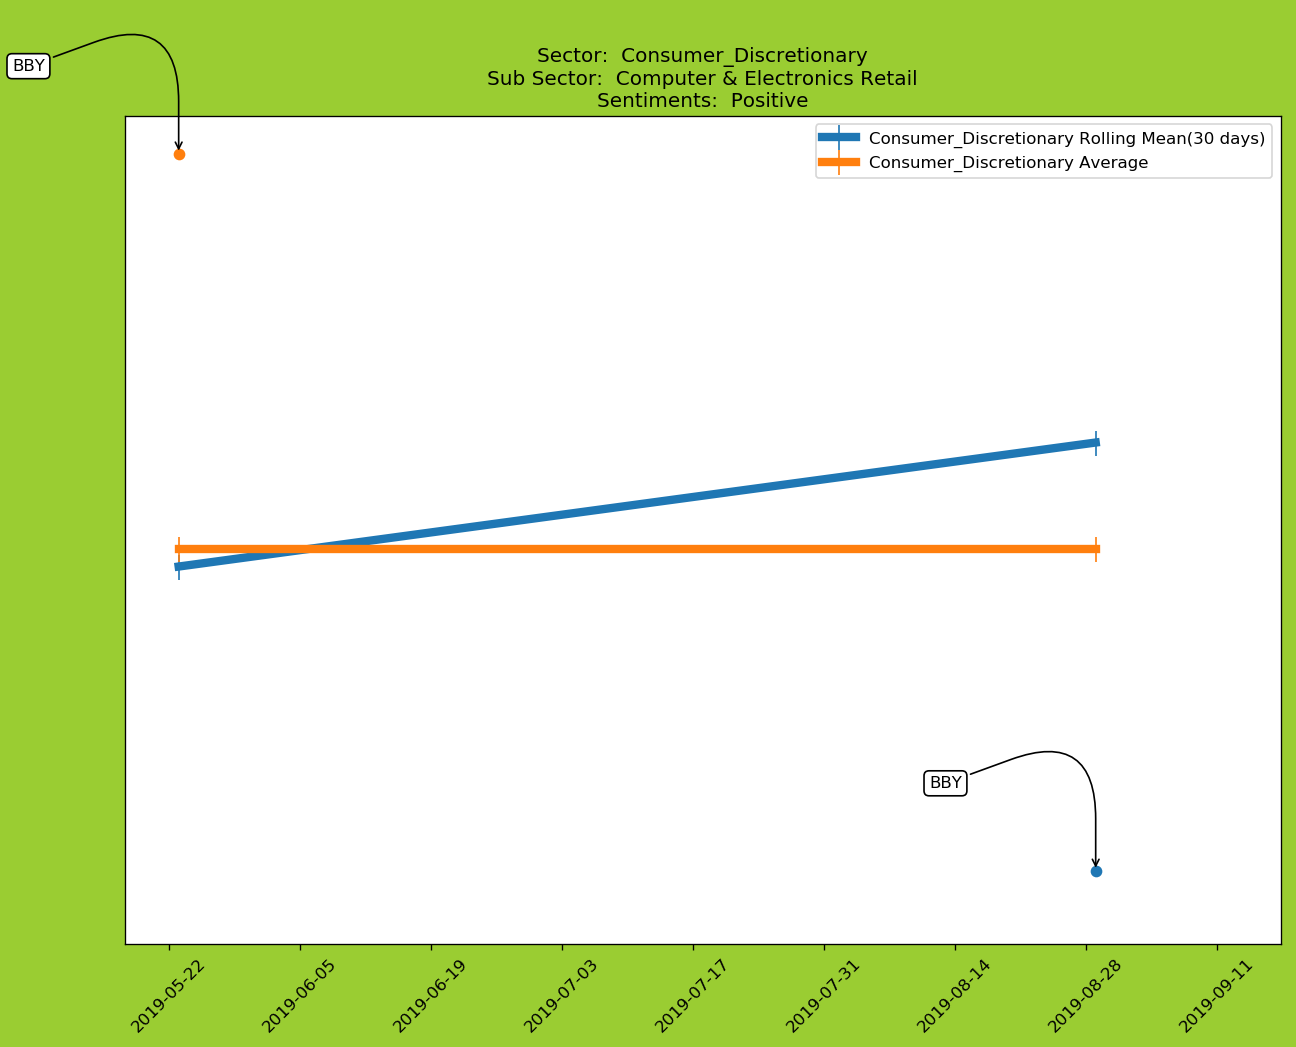 BBY
Sector:  Consumer_Discretionary
Sub Sector:  Computer & Electronics Retail
Sentiments:  Positive
Consumer_Discretionary Rolling Mean(30 days)
Consumer_Discretionary Average
BBY
2019-05-22
2019-06-05
2019-06-19
2019-07-03
2019-07-17
2019-07-31
2019-08-14
2019-08-28
2019-09-11